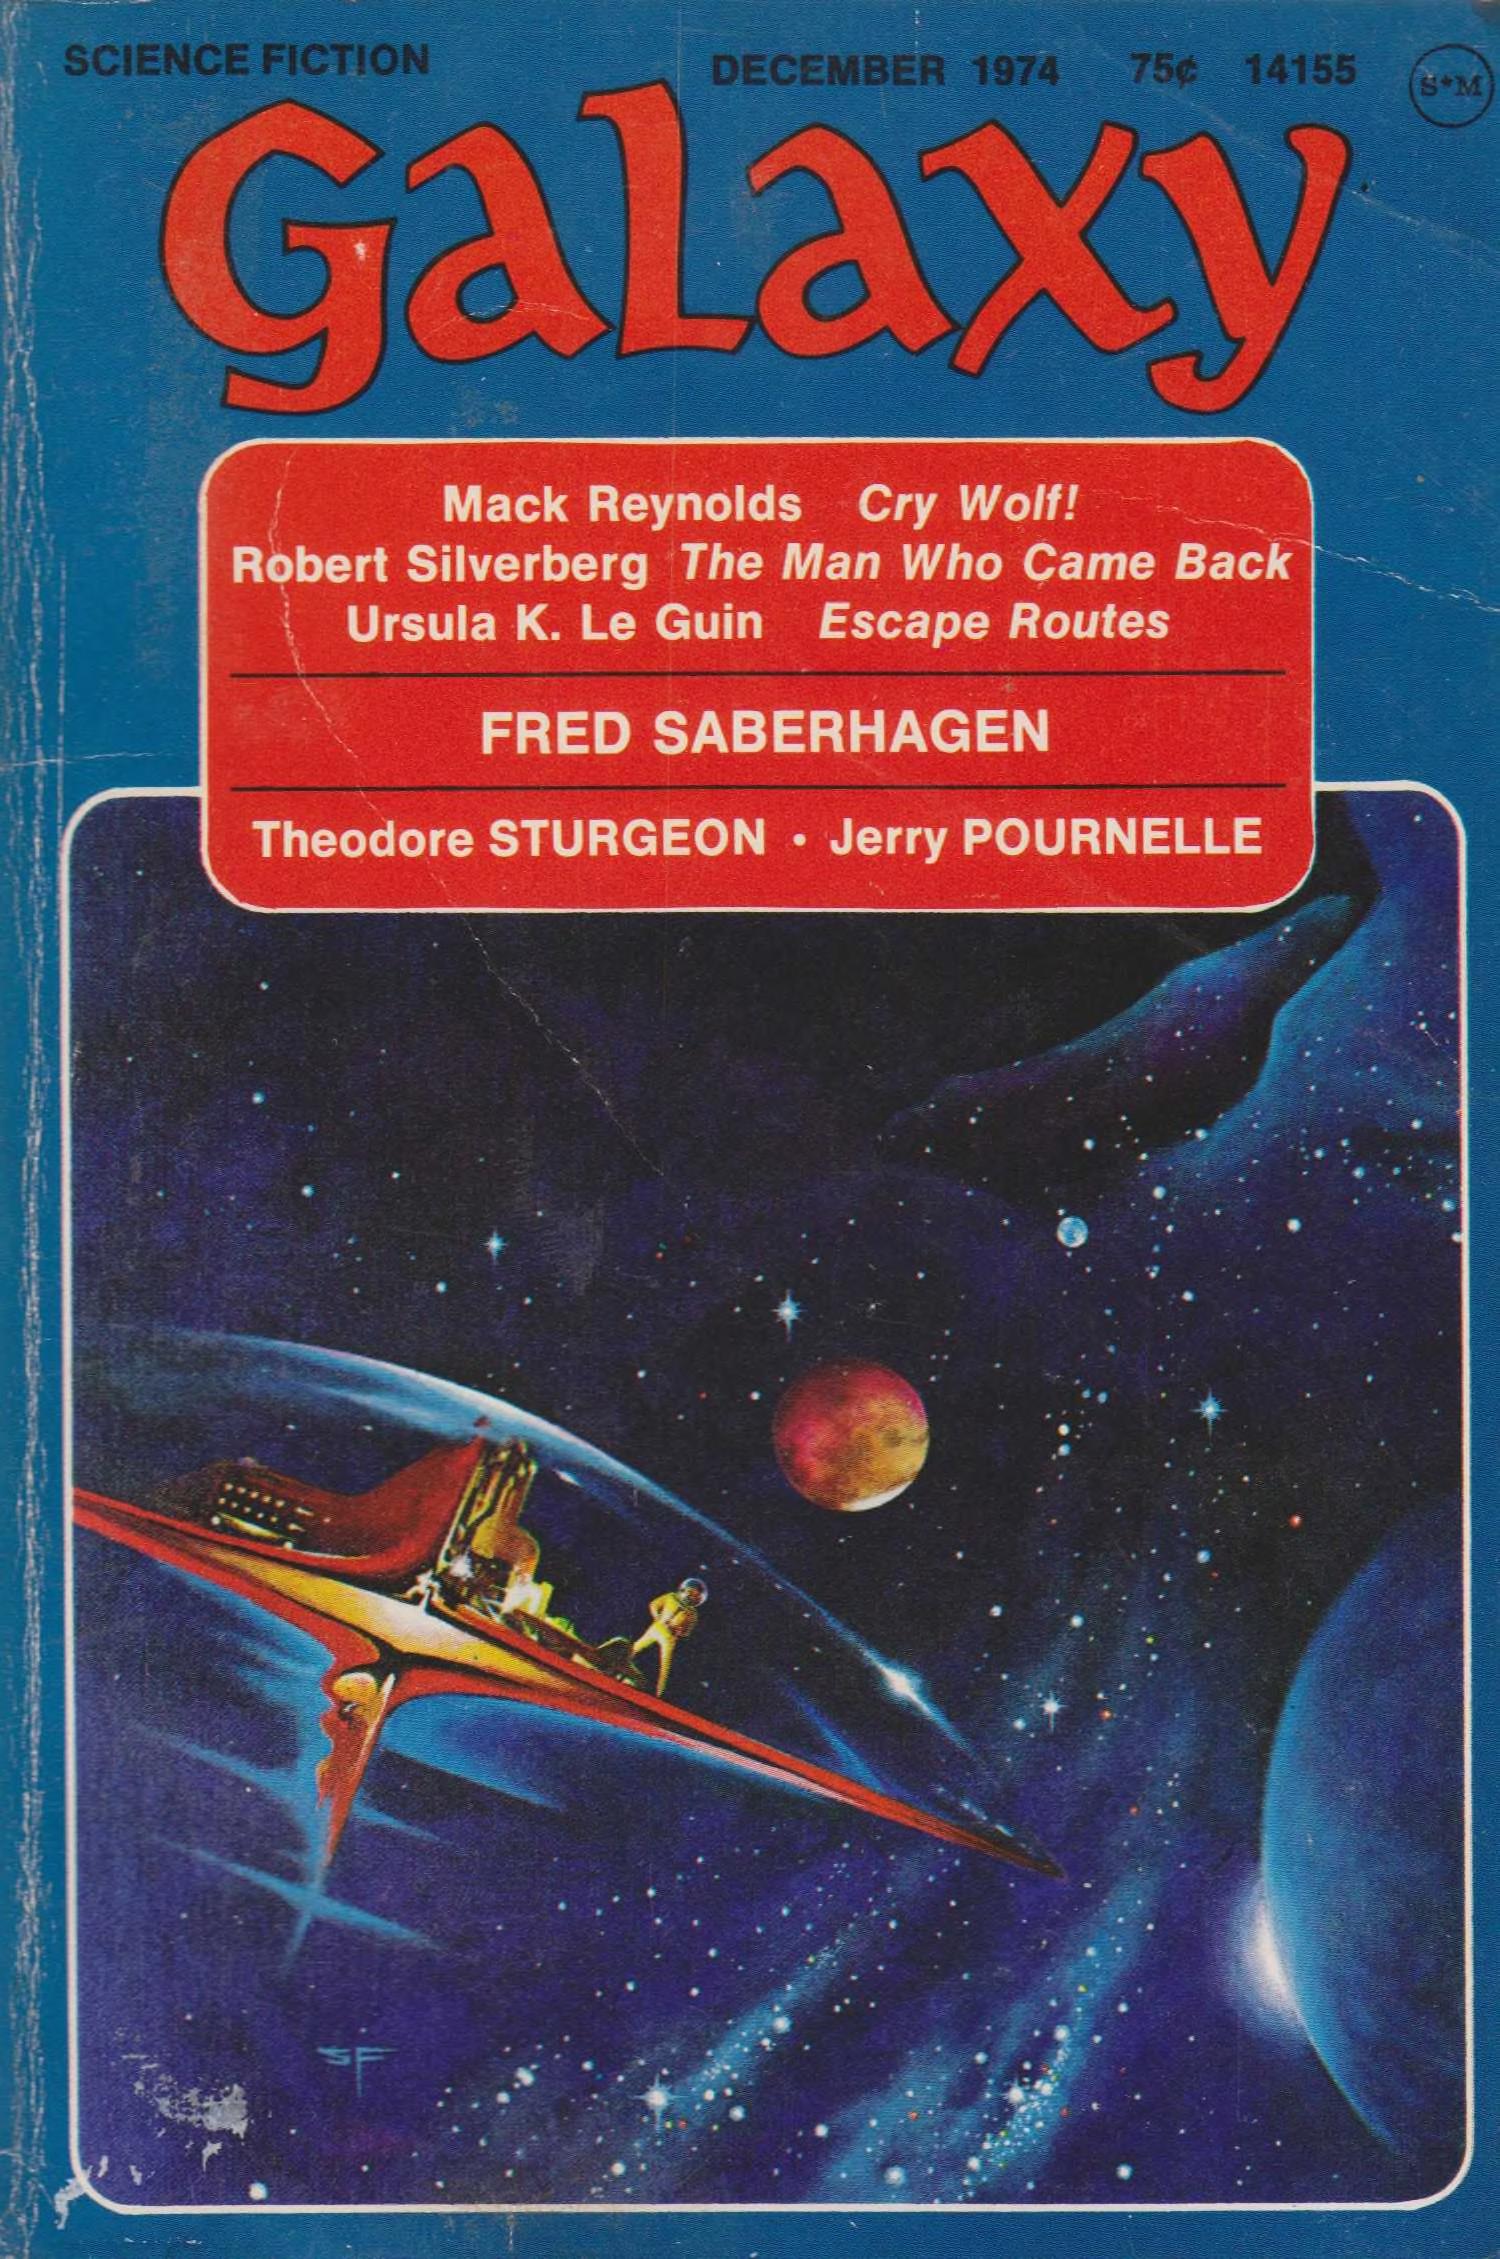 SCIENCE FICTION
DECEMBER 1974 75¢ 14155
S*M
Galaxy
Mack Reynolds Cry Wolf!
Robert Silverberg The Man Who Came Back
Ursula K. Le Guin Escape Routes
FRED SABERHAGEN
Theodore STURGEON • Jerry POURNELLE
SF